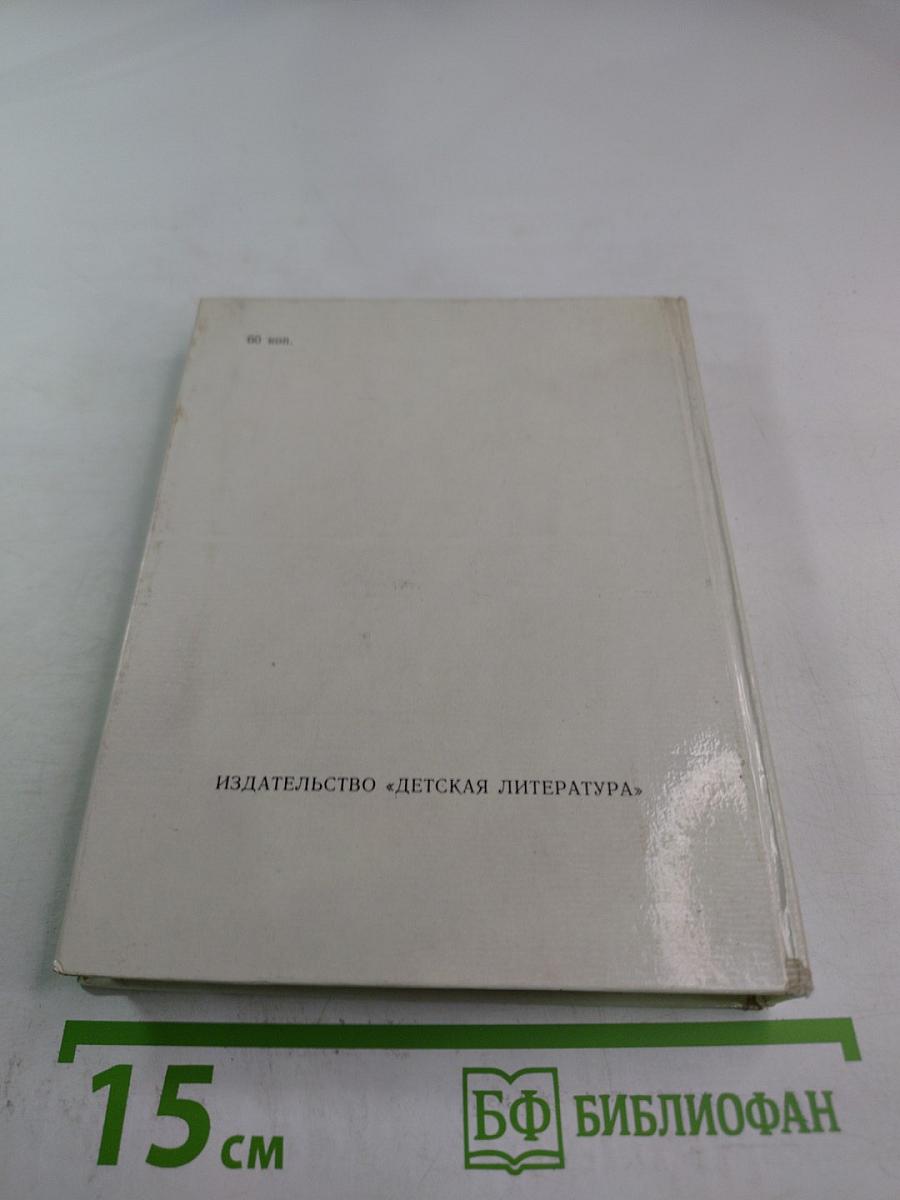 60 коп.
ИЗДАТЕЛЬСТВО «ДЕТСКАЯ ЛИТЕРАТУРА»
15 см
БФ БИБЛИОФАН